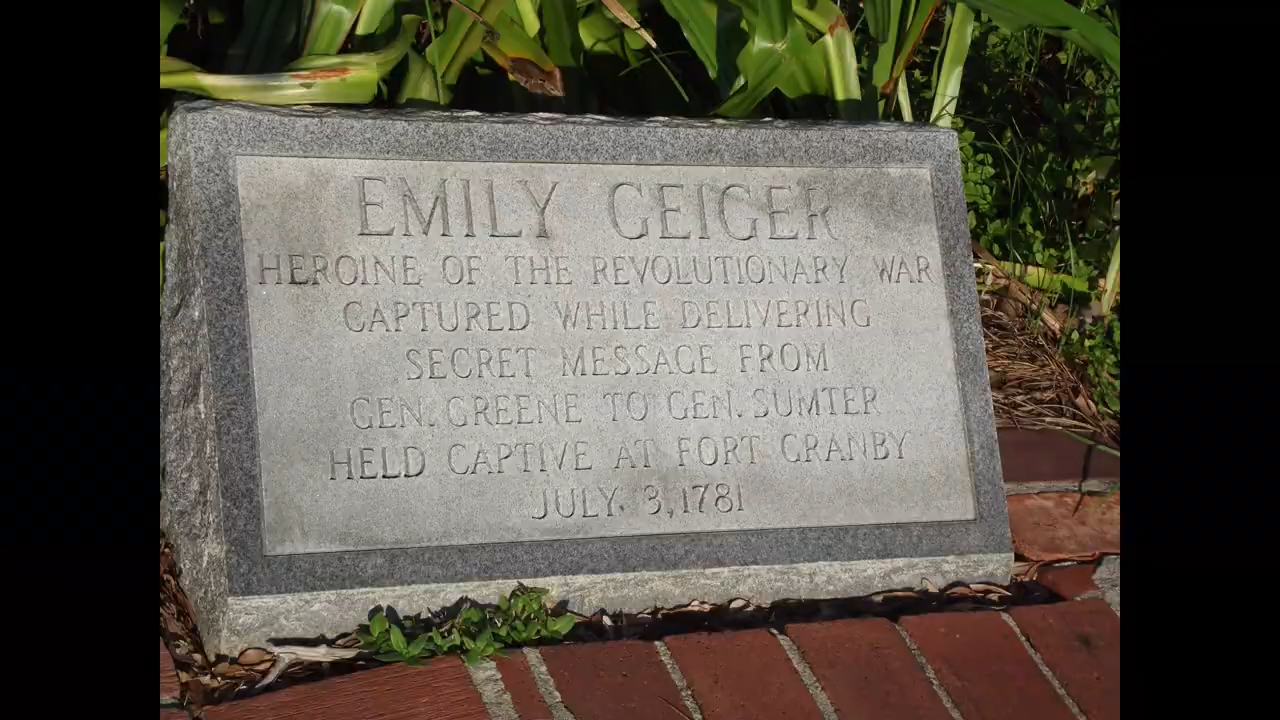 EMILY GEIGER
HEROINE OF THE REVOLUTIONARY WAR
CAPTURED WHILE DELIVERING
SECRET MESSAGE FROM
GEN. GREENE TO GEN. SUMTER
HELD CAPTIVE AT FORT GRANBY
JULY. 3, 1781